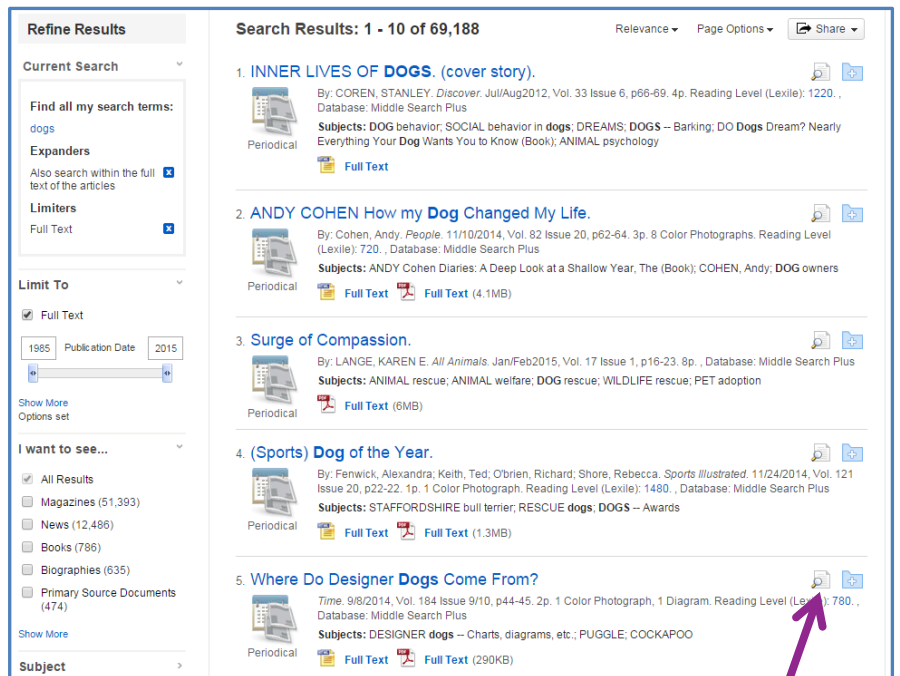 Refine Results
Current Search
Find all my search terms:
dogs
Expanders
Also search within the full
text of the articles
Limiters
Full Text
Limit To
Full Text
1985 Publication Date 2015
Show More
Options set
I want to see...
All Results
Magazines (51,393)
News (12,486)
Books (786)
Biographies (635)
Primary Source Documents
(474)
Show More
Subject
Search Results: 1 - 10 of 69,188
Relevance Page Options Share
1. INNER LIVES OF DOGS. (cover story).
By: COREN, STANLEY. Discover. Jul/Aug2012, Vol. 33 Issue 6, p66-69. 4p. Reading Level (Lexile): 1220. ,
Database: Middle Search Plus
Subjects: DOG behavior; SOCIAL behavior in dogs; DREAMS; DOGS -- Barking; DO Dogs Dream? Nearly
Everything Your Dog Wants You to Know (Book); ANIMAL psychology
Periodical
Full Text
2. ANDY COHEN How my Dog Changed My Life.
By: Cohen, Andy. People. 11/10/2014, Vol. 82 Issue 20, p62-64. 3p. 8 Color Photographs. Reading Level
(Lexile): 720. , Database: Middle Search Plus
Subjects: ANDY Cohen Diaries: A Deep Look at a Shallow Year, The (Book); COHEN, Andy; DOG owners
Periodical
Full Text PDF Full Text (4.1MB)
3. Surge of Compassion.
By: LANGE, KAREN E. All Animals. Jan/Feb2015, Vol. 17 Issue 1, p16-23. 8p. , Database: Middle Search Plus
Subjects: ANIMAL rescue; ANIMAL welfare; DOG rescue; WILDLIFE rescue; PET adoption
Periodical
PDF Full Text (6MB)
4. (Sports) Dog of the Year.
By: Fenwick, Alexandra; Keith, Ted; O'brien, Richard; Shore, Rebecca. Sports Illustrated. 11/24/2014, Vol. 121
Issue 20, p22-22. 1p. 1 Color Photograph. Reading Level (Lexile): 1480. , Database: Middle Search Plus
Subjects: STAFFORDSHIRE bull terrier; RESCUE dogs; DOGS -- Awards
Periodical
Full Text PDF Full Text (1.3MB)
5. Where Do Designer Dogs Come From?
Time. 9/8/2014, Vol. 184 Issue 9/10, p44-45. 2p. 1 Color Photograph, 1 Diagram. Reading Level (Lexile): 780. ,
Database: Middle Search Plus
Subjects: DESIGNER dogs -- Charts, diagrams, etc.; PUGGLE; COCKAPOO
Periodical
Full Text PDF Full Text (290KB)